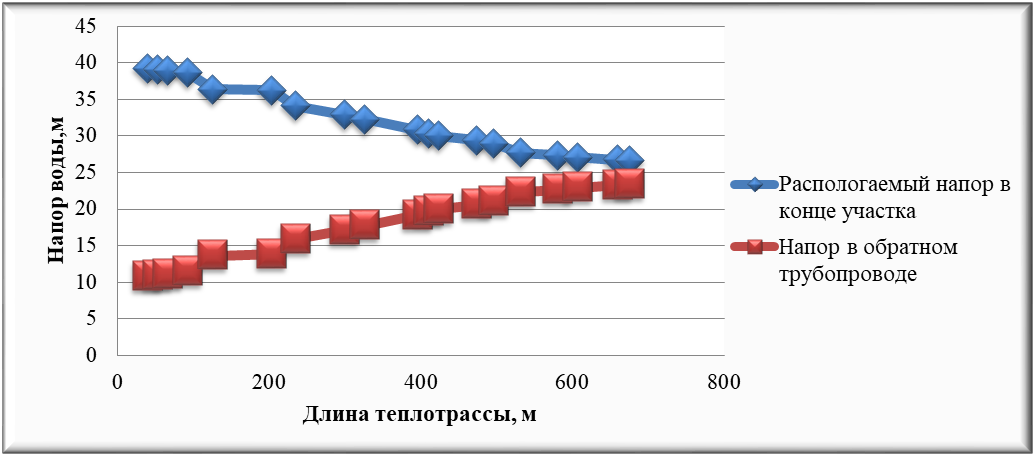 45
40
35
30
25
20
15
10
5
0
Напор воды,м
0 200 400 600 800
Длина теплотрассы, м
Распологаемый напор в
конце участка
Напор в обратном
трубопроводе